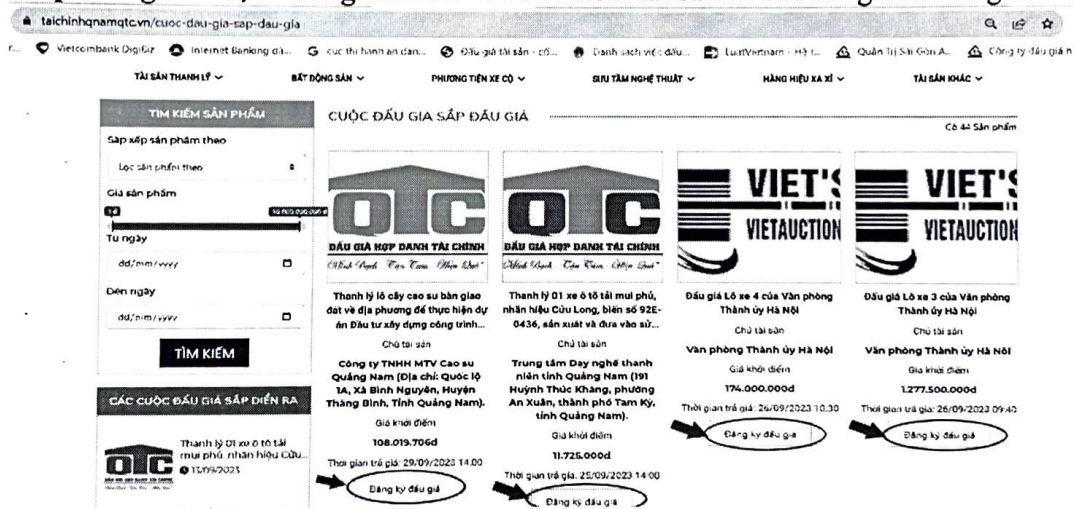 taichinhqnamqtc.vn/cuoc-dau-gia-sap-dau-gia
Vietcombank DigiBiz
Internet Banking dà...
G cục thi hành án dân...
Đấu giá tài sản - cổ...
Danh sách việc đấu...
LuatVietnam - Hệ t...
Quản Trị Sài Gòn A...
Công ty đấu giá h
TÀI SẢN THANH LÝ
BẤT ĐỘNG SẢN
PHƯƠNG TIỆN XE CỘ
SƯU TẦM NGHỆ THUẬT
HÀNG HIỆU XA XỈ
TÀI SẢN KHÁC
TÌM KIẾM SẢN PHẨM
Sắp xếp sản phẩm theo
Lọc sản phẩm theo
Giá sản phẩm
Từ ngày
dd/mm/yyyy
Đến ngày
dd/mm/yyyy
TÌM KIẾM
CÁC CUỘC ĐẤU GIÁ SẮP DIỄN RA
Thanh lý 01 xe ô tô tải
mui phủ, nhãn hiệu Cửu...
13/09/2023
CUỘC ĐẤU GIA SẮP ĐẤU GIÁ
Có 44 Sản phẩm
QTC
ĐẤU GIÁ HỢP DANH TÀI CHÍNH
Thanh lý lô cây cao su bàn giao
đất về địa phương để thực hiện dự
án Đầu tư xây dựng công trình...
Chủ tài sản
Công ty TNHH MTV Cao su
Quảng Nam (Địa chỉ: Quốc lộ
1A, Xã Bình Nguyên, Huyện
Thăng Bình, Tỉnh Quảng Nam).
Giá khởi điểm
108.019.706đ
Thời gian trả giá: 29/09/2023 14:00
Đăng ký đấu giá
QTC
ĐẤU GIÁ HỢP DANH TÀI CHÍNH
Thanh lý 01 xe ô tô tải mui phủ,
nhãn hiệu Cửu Long, biển số 92E-
0436, sản xuất và đưa vào sử...
Chủ tài sản
Trung tâm Dạy nghề thanh
niên tỉnh Quảng Nam (191
Huỳnh Thúc Kháng, phường
An Xuân, thành phố Tam Kỳ,
tỉnh Quảng Nam).
Giá khởi điểm
11.725.000đ
Thời gian trả giá: 25/09/2023 14:00
Đăng ký đấu giá
VIET'S
VIETAUCTION
Đấu giá Lô xe 4 của Văn phòng
Thành ủy Hà Nội
Chủ tài sản
Văn phòng Thành ủy Hà Nội
Giá khởi điểm
174.000.000đ
Thời gian trả giá: 26/09/2023 10:30
Đăng ký đấu giá
VIET'S
VIETAUCTION
Đấu giá Lô xe 3 của Văn phòng
Thành ủy Hà Nội
Chủ tài sản
Văn phòng Thành ủy Hà Nội
Giá khởi điểm
1.277.500.000đ
Thời gian trả giá: 26/09/2023 09:40
Đăng ký đấu giá